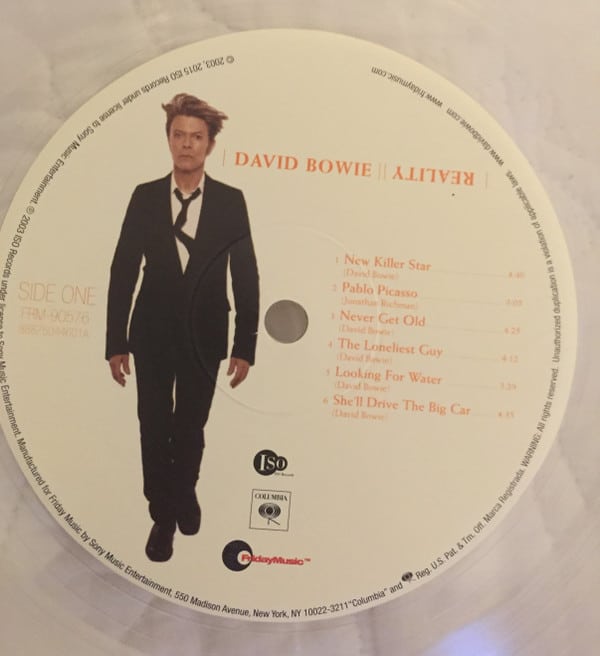 DAVID BOWIE || REALITY
SIDE ONE
FRM-90576
1 New Killer Star 4:40
(David Bowie)
2 Pablo Picasso
(Jonathan Richman)
3 Never Get Old 4:25
(David Bowie)
4 The Loneliest Guy 4:12
(David Bowie)
5 Looking For Water 3:29
(David Bowie)
6 She'll Drive The Big Car 4:35
(David Bowie)
ISO
COLUMBIA
FridayMusic™
© 2003, 2015 ISO Records under license to Sony Music Entertainment. ℗ 2003 ISO Records under license to Sony Music Entertainment. Manufactured for Friday Music by Sony Music Entertainment, 550 Madison Avenue, New York, NY 10022-3211 "Columbia" and Reg. U.S. Pat. & Tm. Off. Marca Registrada. WARNING: All rights reserved. Unauthorized duplication is a violation of applicable laws. www.davidbowie.com www.fridaymusic.com